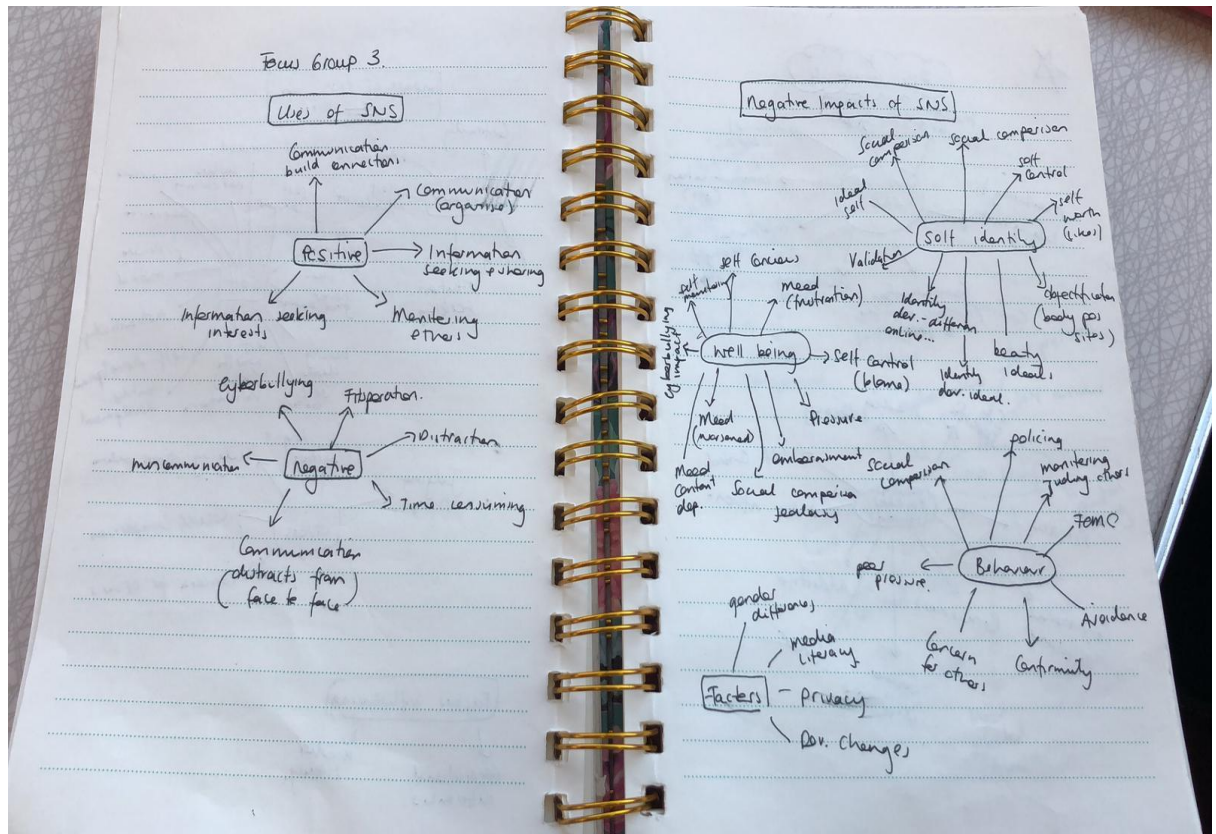 Focus Group 3.
Uses of SNS
Communication
build connections
Communication
(organise)
Positive
Information
seeking & sharing
Information seeking
interests
Monitoring
others
Cyberbullying
Distraction
miscommunication
Negative
Time consuming
Communication
(distracts from
face to face)
Negative Impacts of SNS
Social
comparison
Social comparison
self
control
Ideal
self
self
worth
(likes)
Self identity
Validation
Identity
dev. - different
online...
Objectification
(body pos
sites)
beauty
ideals
Identity
dev. ideal.
self conscious
self
monitoring
Mood
(frustration)
Cyberbullying
impact
Well being
Self Control
(blame)
Mood
(worsened)
Pressure
embarrassment
Mood
content
dep.
Social comparison
jealousy
policing
Social
comparison
monitoring
judging others
FOMO
Behaviour
peer
pressure.
Avoidance
Concern
for others
Conformity
gender
differences
media
literacy
Factors
Privacy
Dev. Changes